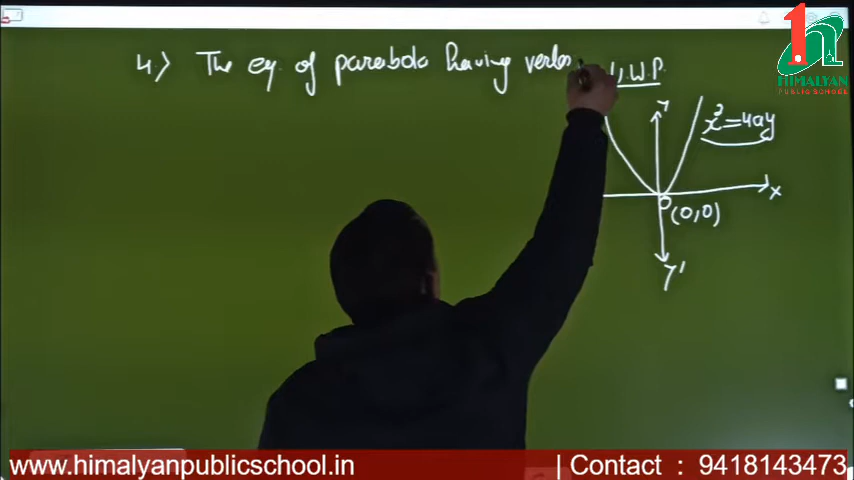 4.) The eq. of parabola having vertex
U.W.P.
Y
x²=4ay
X
O
(0,0)
Y'
HIMALYAN
PUBLIC SCHOOL
www.himalyanpublicschool.in | Contact : 9418143473